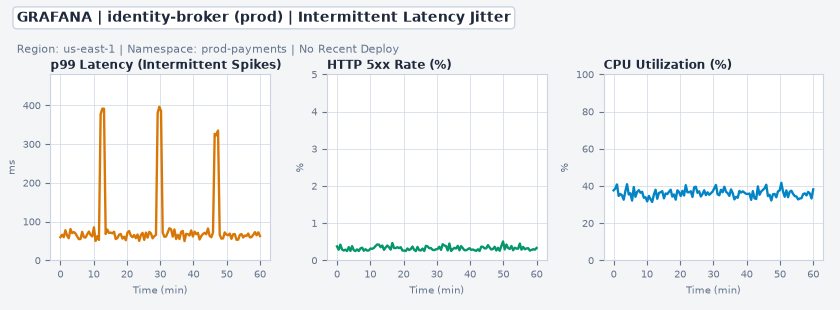 GRAFANA | identity-broker (prod) | Intermittent Latency Jitter
Region: us-east-1 | Namespace: prod-payments | No Recent Deploy
p99 Latency (Intermittent Spikes)
ms
400
300
200
100
0
0 10 20 30 40 50 60
Time (min)
HTTP 5xx Rate (%)
%
5
4
3
2
1
0
0 10 20 30 40 50 60
Time (min)
CPU Utilization (%)
%
100
80
60
40
20
0
0 10 20 30 40 50 60
Time (min)